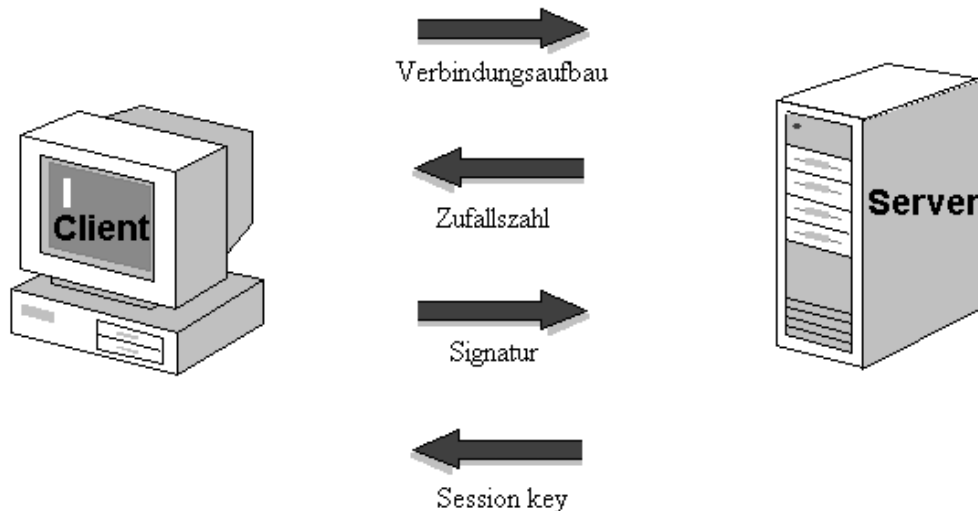 Verbindungsaufbau
Zufallszahl
Client
Server
Signatur
Session key